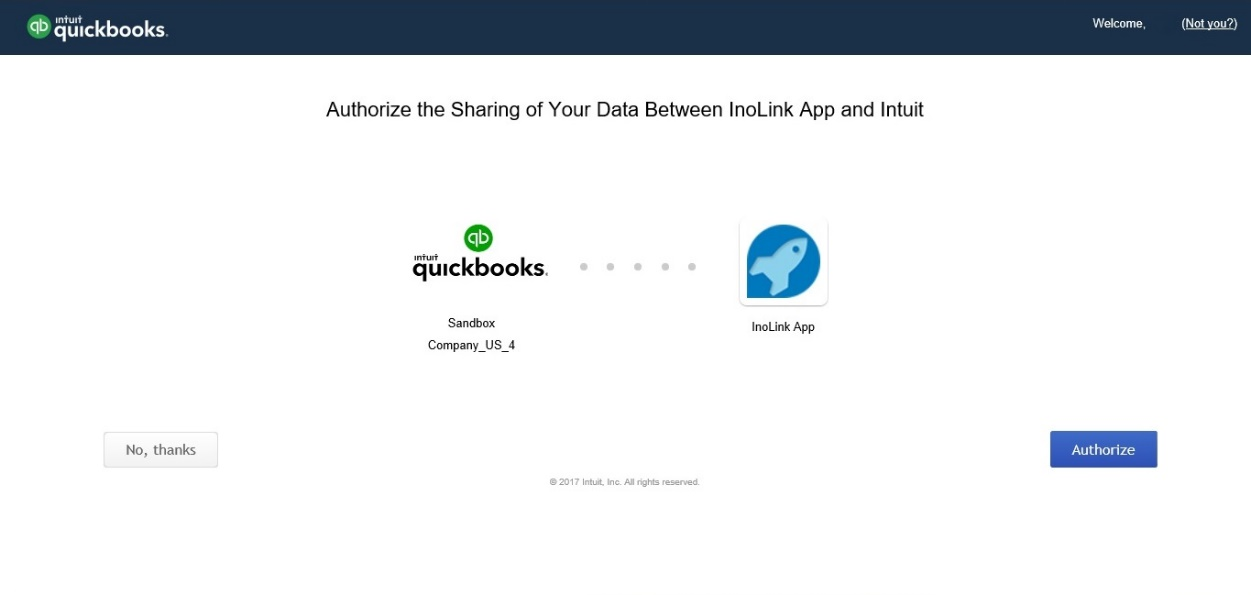 intuit
quickbooks.
Welcome,
(Not you?)
Authorize the Sharing of Your Data Between InoLink App and Intuit
qb
intuit
quickbooks.
Sandbox
Company_US_4
InoLink App
No, thanks
Authorize
© 2017 Intuit, Inc. All rights reserved.